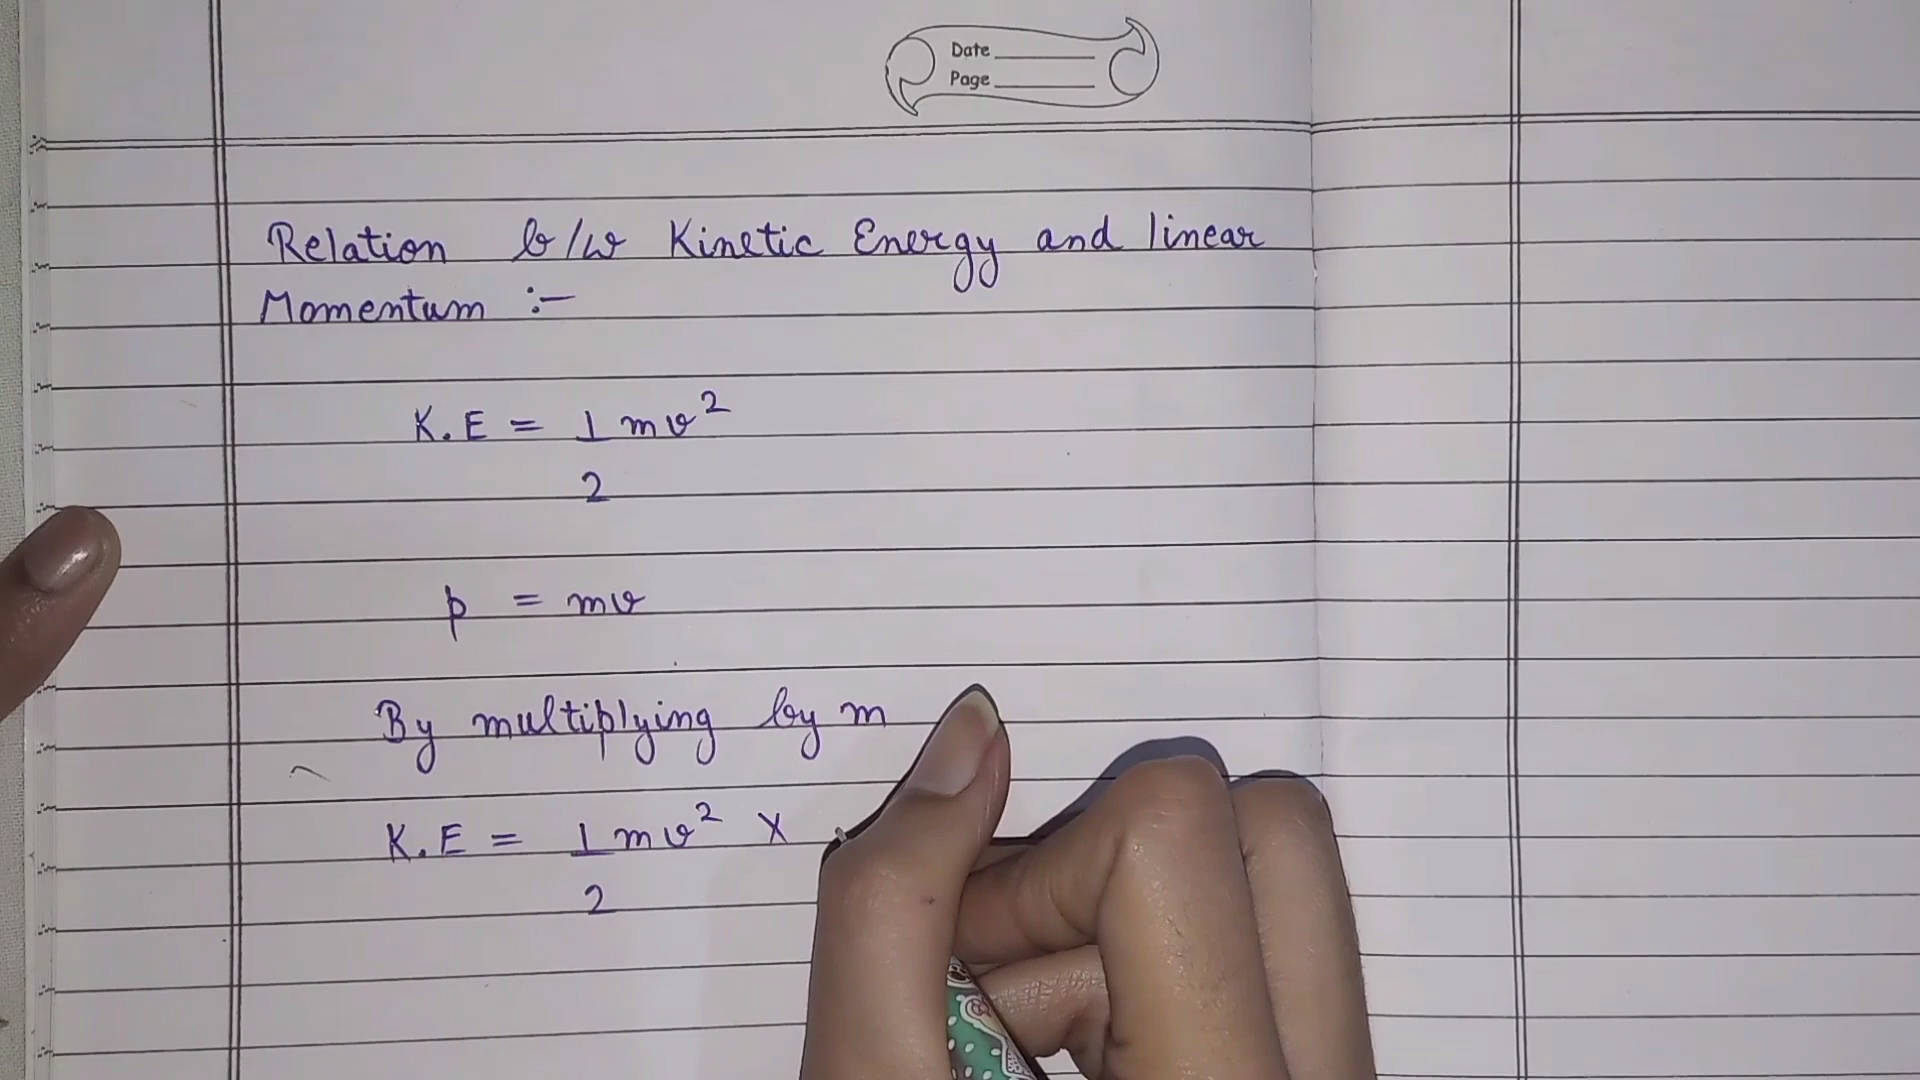 Date
Page
Relation b/w Kinetic Energy and linear
Momentum :-
K.E = 1 mv²
2
p = mv
By multiplying by m
K.E = 1 mv² x
2